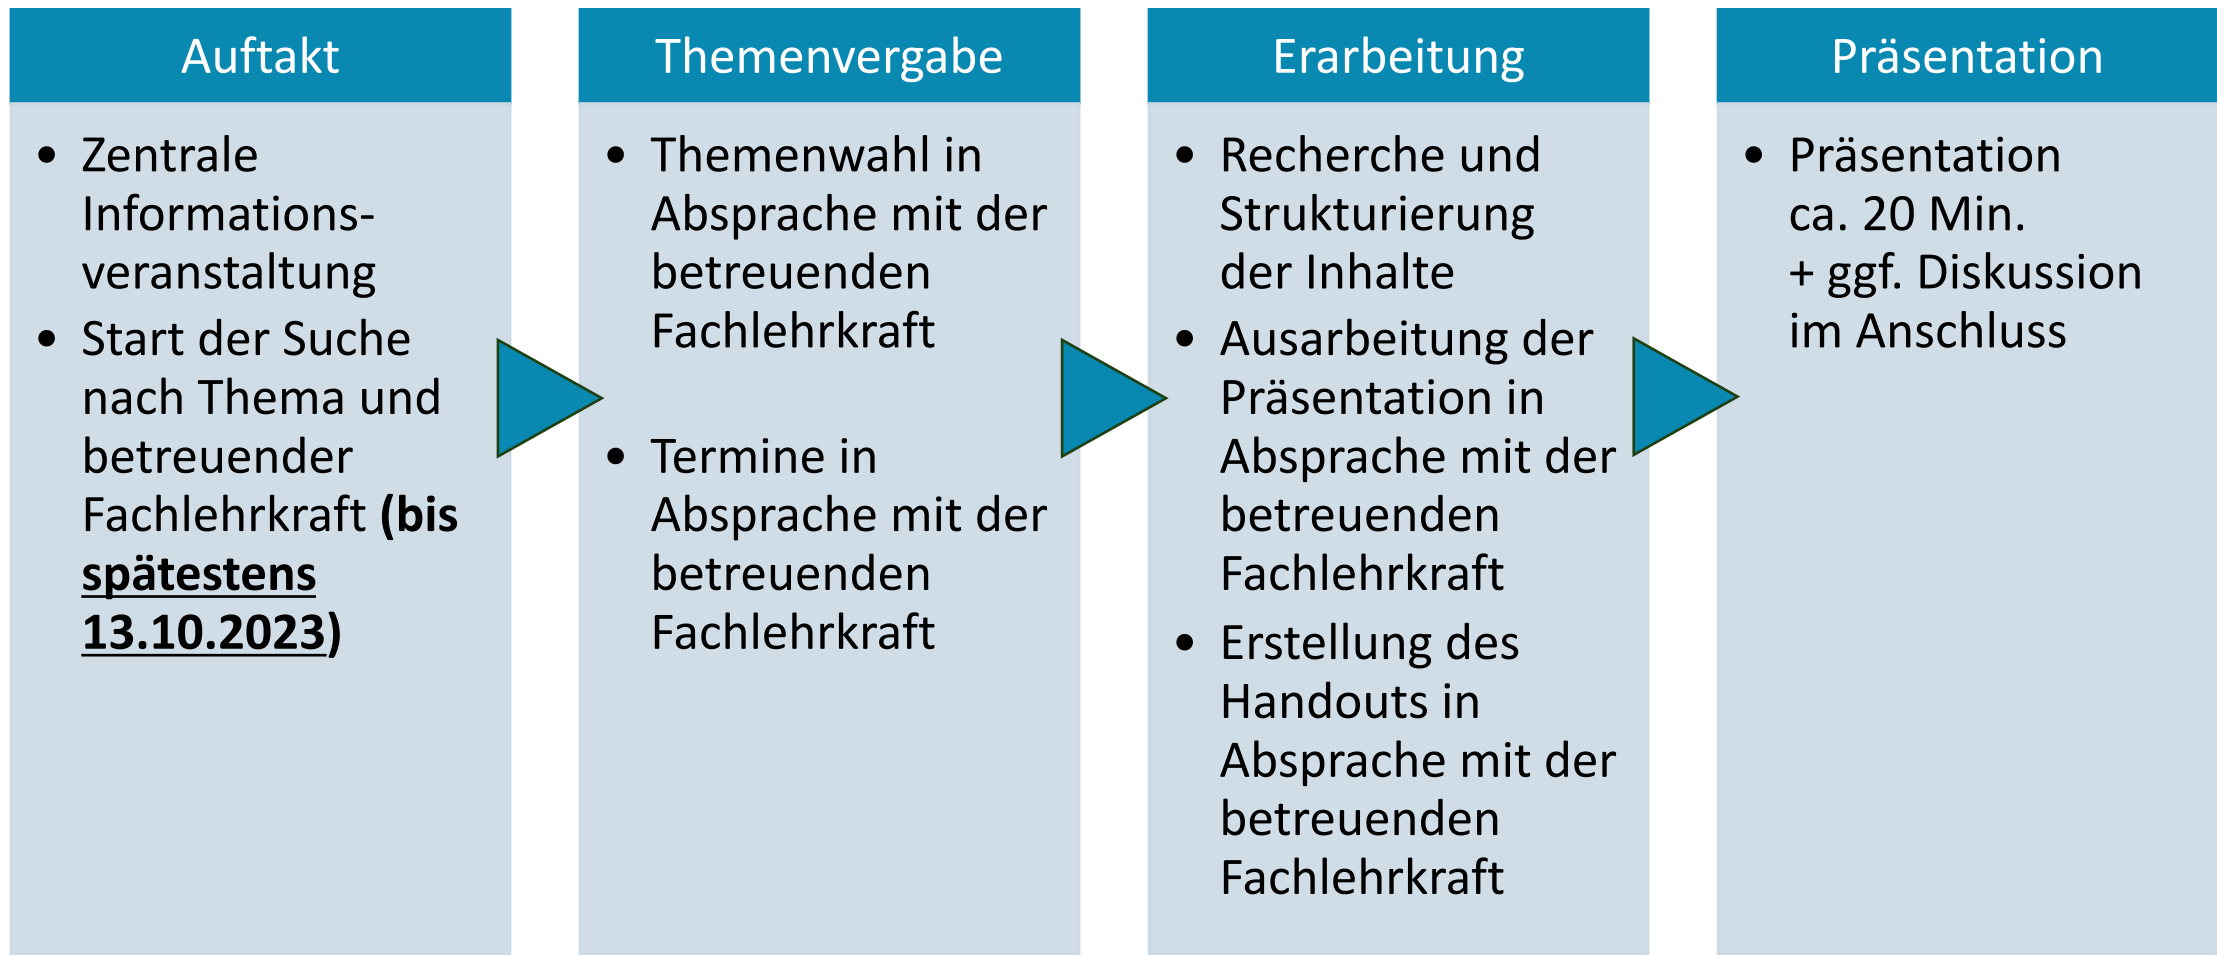 Auftakt
• Zentrale
Informations-
veranstaltung
• Start der Suche
nach Thema und
betreuender
Fachlehrkraft (bis
spätestens
13.10.2023)
Themenvergabe
• Themenwahl in
Absprache mit der
betreuenden
Fachlehrkraft
• Termine in
Absprache mit der
betreuenden
Fachlehrkraft
Erarbeitung
• Recherche und
Strukturierung
der Inhalte
• Ausarbeitung der
Präsentation in
Absprache mit der
betreuenden
Fachlehrkraft
• Erstellung des
Handouts in
Absprache mit der
betreuenden
Fachlehrkraft
Präsentation
• Präsentation
ca. 20 Min.
+ ggf. Diskussion
im Anschluss